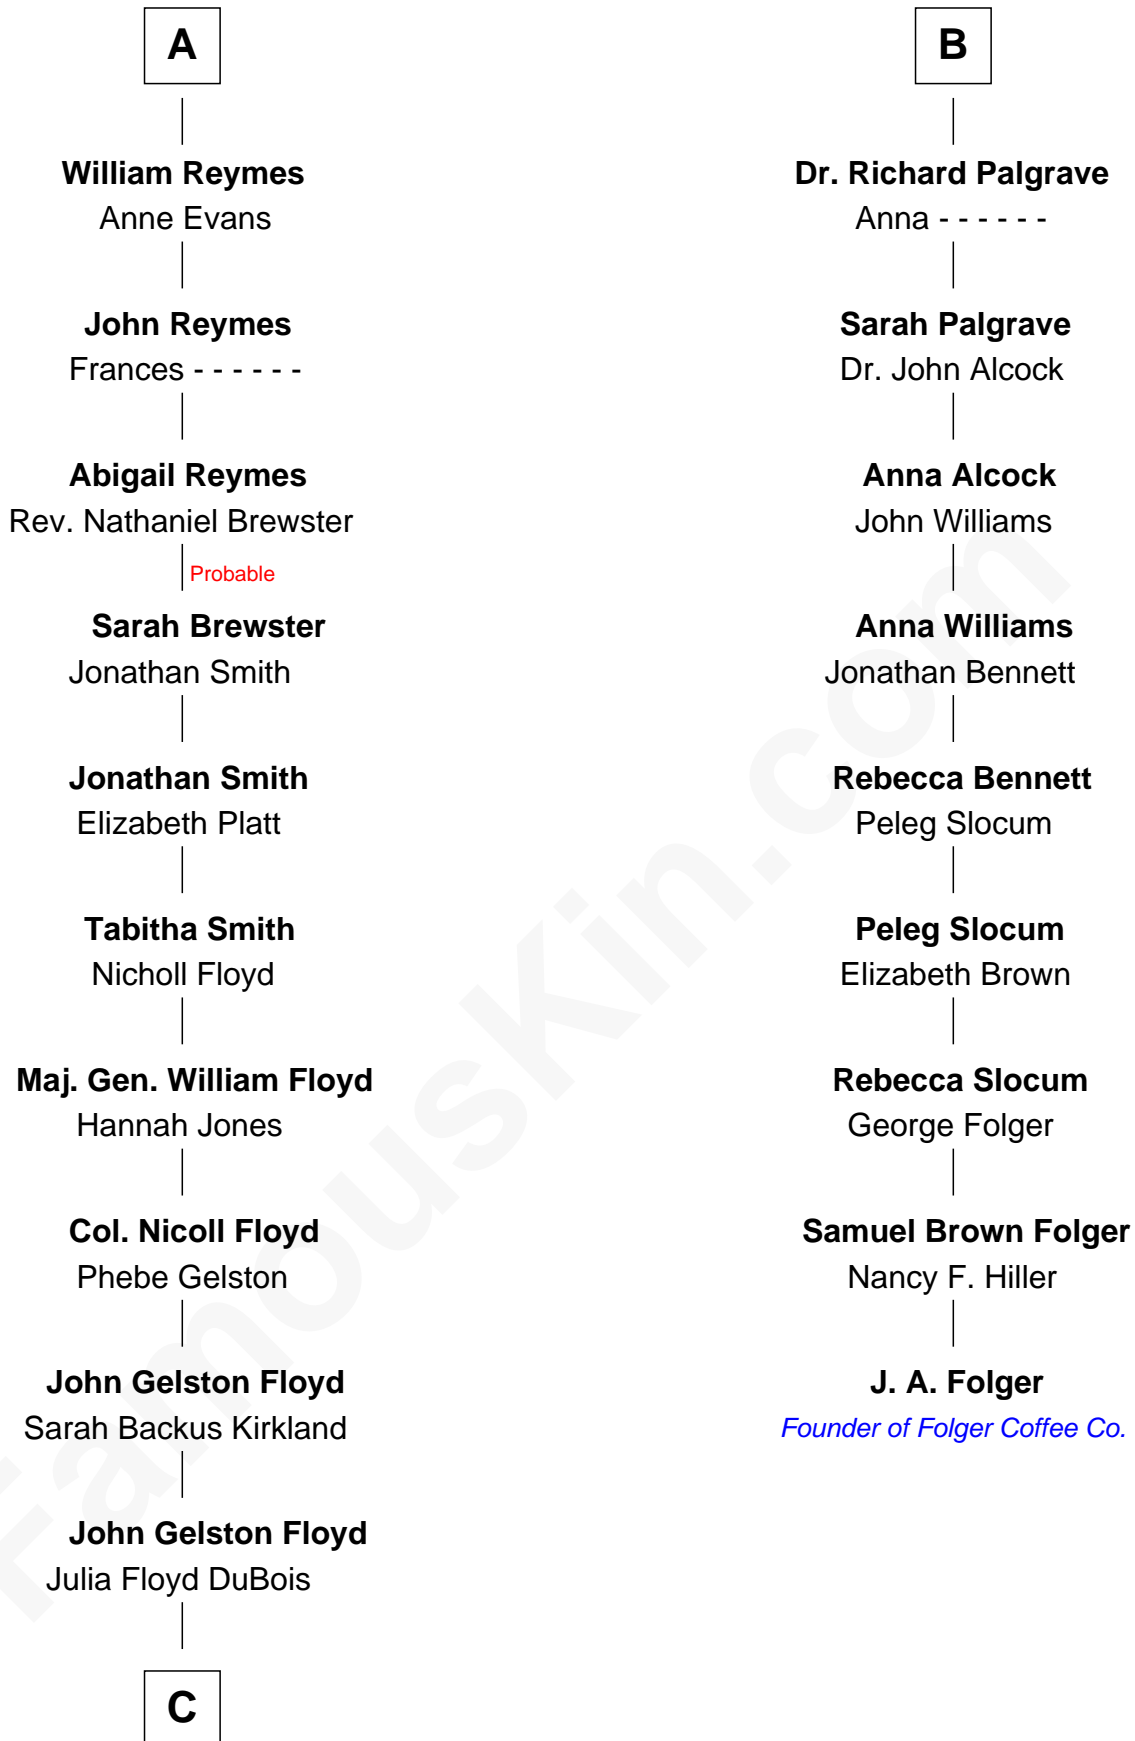 A
William Reymes
Anne Evans
John Reymes
Frances - - - - - -
Abigail Reymes
Rev. Nathaniel Brewster
Probable
Sarah Brewster
Jonathan Smith
Jonathan Smith
Elizabeth Platt
Tabitha Smith
Nicholl Floyd
Maj. Gen. William Floyd
Hannah Jones
Col. Nicoll Floyd
Phebe Gelston
John Gelston Floyd
Sarah Backus Kirkland
John Gelston Floyd
Julia Floyd DuBois
C
B
Dr. Richard Palgrave
Anna - - - - - -
Sarah Palgrave
Dr. John Alcock
Anna Alcock
John Williams
Anna Williams
Jonathan Bennett
Rebecca Bennett
Peleg Slocum
Peleg Slocum
Elizabeth Brown
Rebecca Slocum
George Folger
Samuel Brown Folger
Nancy F. Hiller
J. A. Folger
Founder of Folger Coffee Co.
FamousKin.com